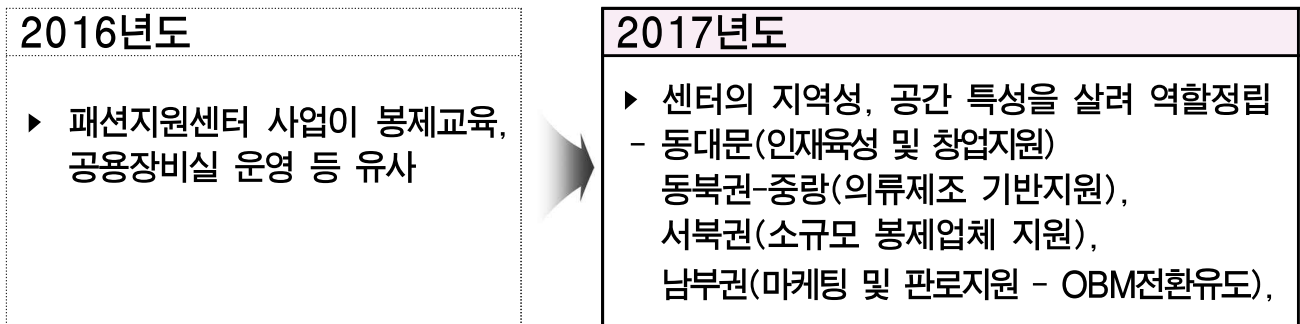 2016년도
▶ 패션지원센터 사업이 봉제교육,
공용장비실 운영 등 유사
2017년도
▶ 센터의 지역성, 공간 특성을 살려 역할정립
- 동대문(인재육성 및 창업지원)
동북권-중랑(의류제조 기반지원),
서북권(소규모 봉제업체 지원),
남부권(마케팅 및 판로지원 - OBM전환유도),